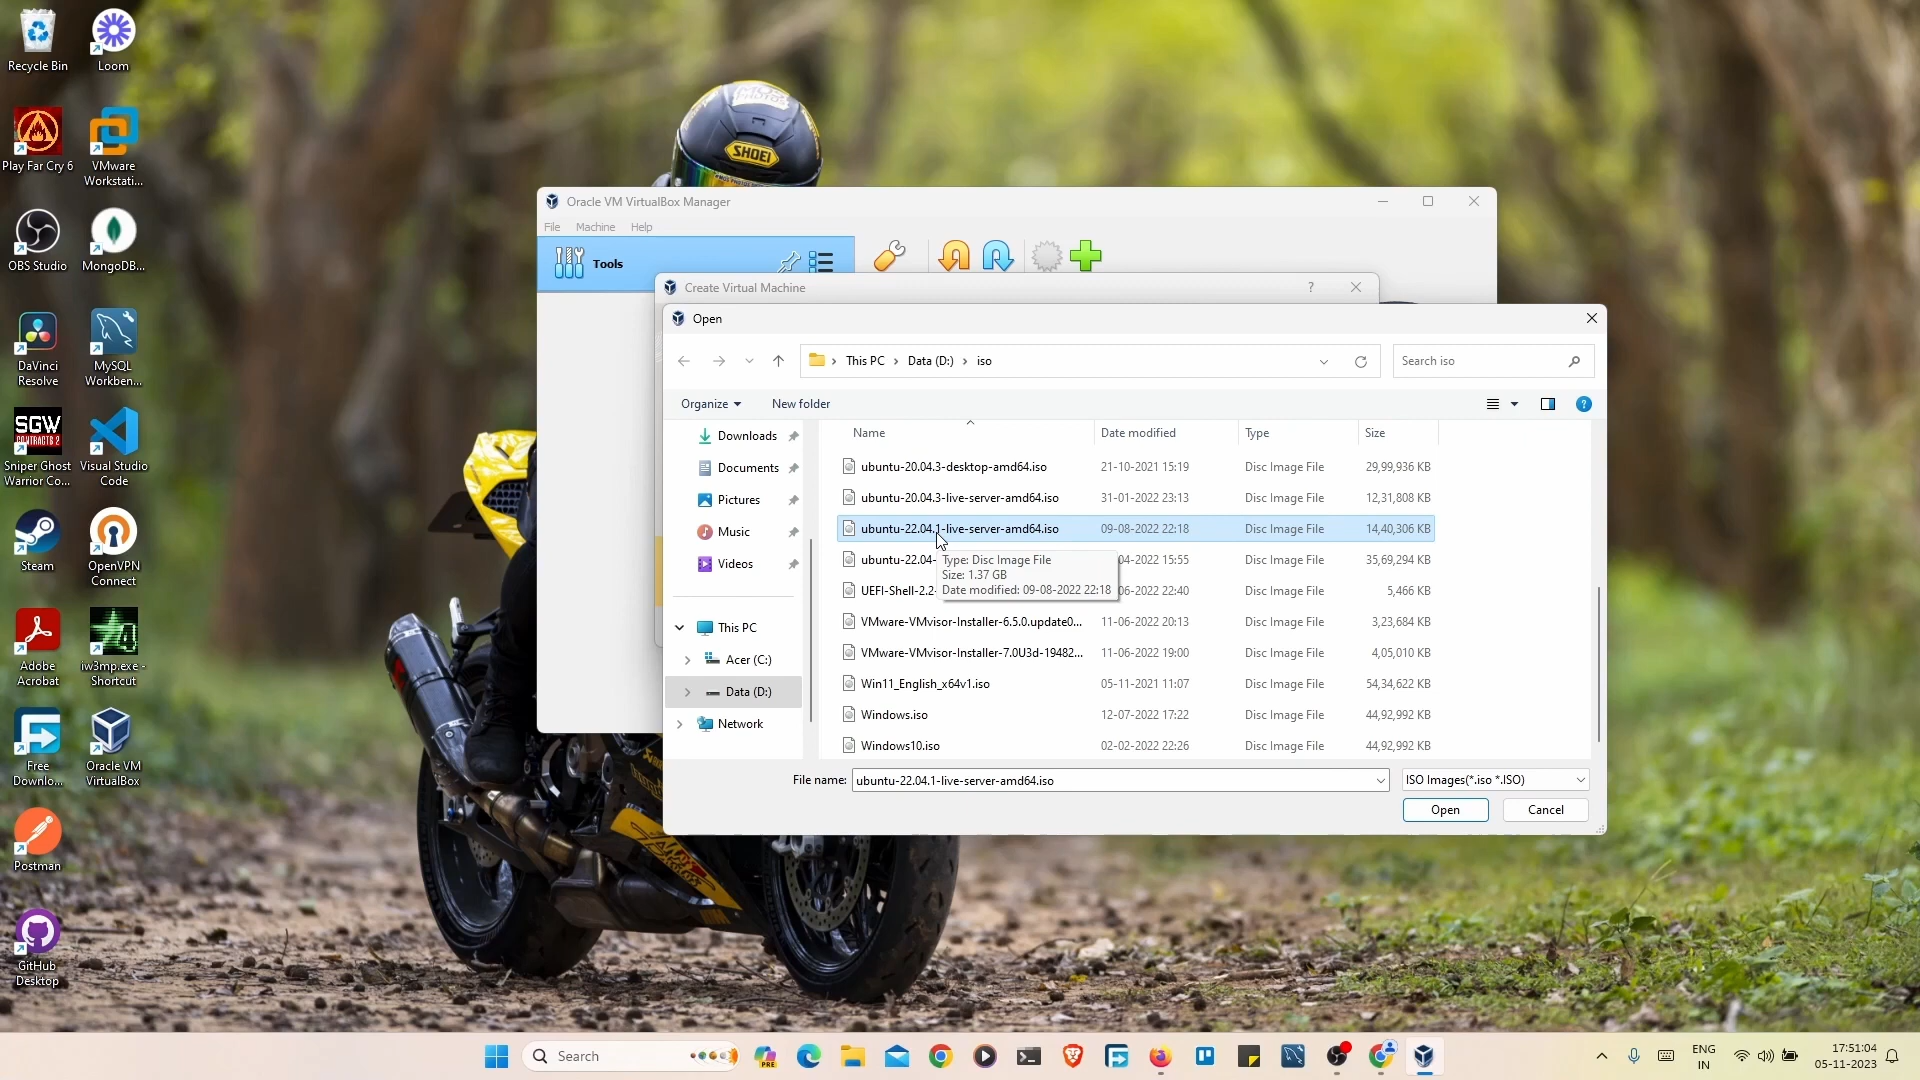 Recycle Bin
Loom
Play Far Cry 6
VMware
Workstati...
OBS Studio
MongoDB...
DaVinci
Resolve
MySQL
Workben...
SGW
CONTRACTS 2
Sniper Ghost
Warrior Co...
Visual Studio
Code
Steam
OpenVPN
Connect
Adobe
Acrobat
iw3mp.exe -
Shortcut
Free
Downlo...
Oracle VM
VirtualBox
Postman
GitHub
Desktop
SHOEI
Oracle VM VirtualBox Manager
File Machine Help
Tools
Create Virtual Machine
?
Open
This PC > Data (D:) > iso
Search iso
Organize
New folder
?
Downloads
Documents
Pictures
Music
Videos
This PC
Acer (C:)
Data (D:)
Network
Name Date modified Type Size
ubuntu-20.04.3-desktop-amd64.iso 21-10-2021 15:19 Disc Image File 29,99,936 KB
ubuntu-20.04.3-live-server-amd64.iso 31-01-2022 23:13 Disc Image File 12,31,808 KB
ubuntu-22.04.1-live-server-amd64.iso 09-08-2022 22:18 Disc Image File 14,40,306 KB
ubuntu-22.04- 04-2022 15:55 Disc Image File 35,69,294 KB
UEFI-Shell-2.2- 06-2022 22:40 Disc Image File 5,466 KB
VMware-VMvisor-Installer-6.5.0.update0... 11-06-2022 20:13 Disc Image File 3,23,684 KB
VMware-VMvisor-Installer-7.0U3d-19482... 11-06-2022 19:00 Disc Image File 4,05,010 KB
Win11_English_x64v1.iso 05-11-2021 11:07 Disc Image File 54,34,622 KB
Windows.iso 12-07-2022 17:22 Disc Image File 44,92,992 KB
Windows10.iso 02-02-2022 22:26 Disc Image File 44,92,992 KB
Type: Disc Image File
Size: 1.37 GB
Date modified: 09-08-2022 22:18
File name: ubuntu-22.04.1-live-server-amd64.iso
ISO Images(*.iso *.ISO)
Open
Cancel
Search
PRE
ENG
IN
17:51:04
05-11-2023